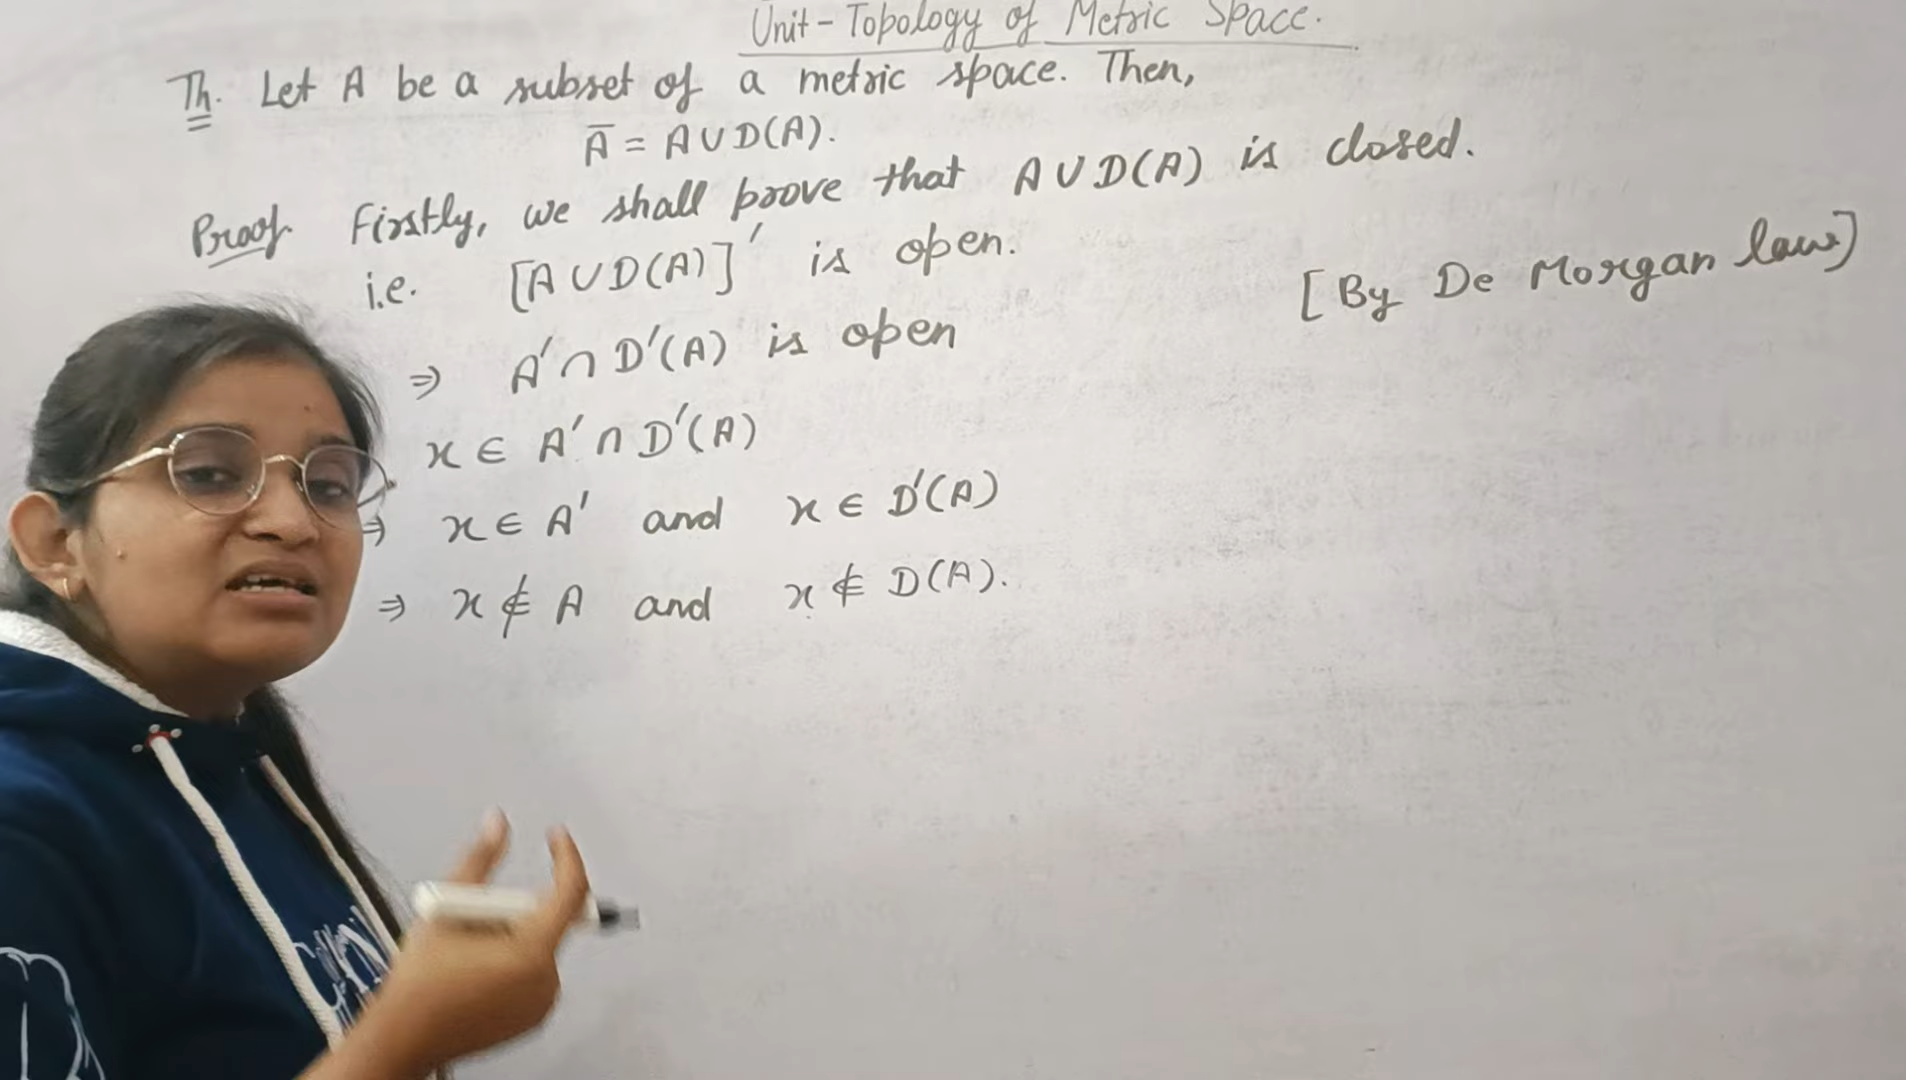 Unit - Topology of Metric Space.
Th. Let A be a subset of a metric space. Then,
A̅ = A ∪ D(A).
Proof. Firstly, we shall prove that A ∪ D(A) is closed.
i.e. [A ∪ D(A)]' is open.
[By De Morgan law]
⇒ A' ∩ D'(A) is open
x ∈ A' ∩ D'(A)
⇒ x ∈ A' and x ∈ D'(A)
⇒ x ∉ A and x ∉ D(A).